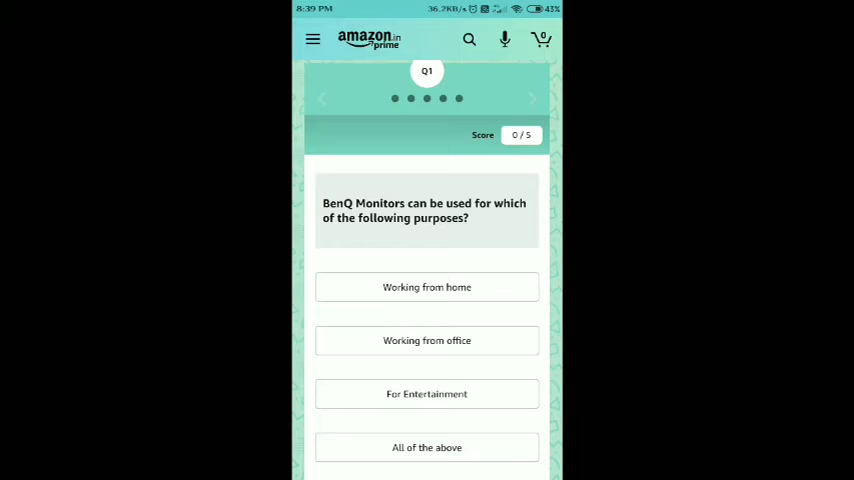 8:39 PM 36.2KB/s 43%
amazon.in
prime
0
Q1
Score 0 / 5
BenQ Monitors can be used for which
of the following purposes?
Working from home
Working from office
For Entertainment
All of the above